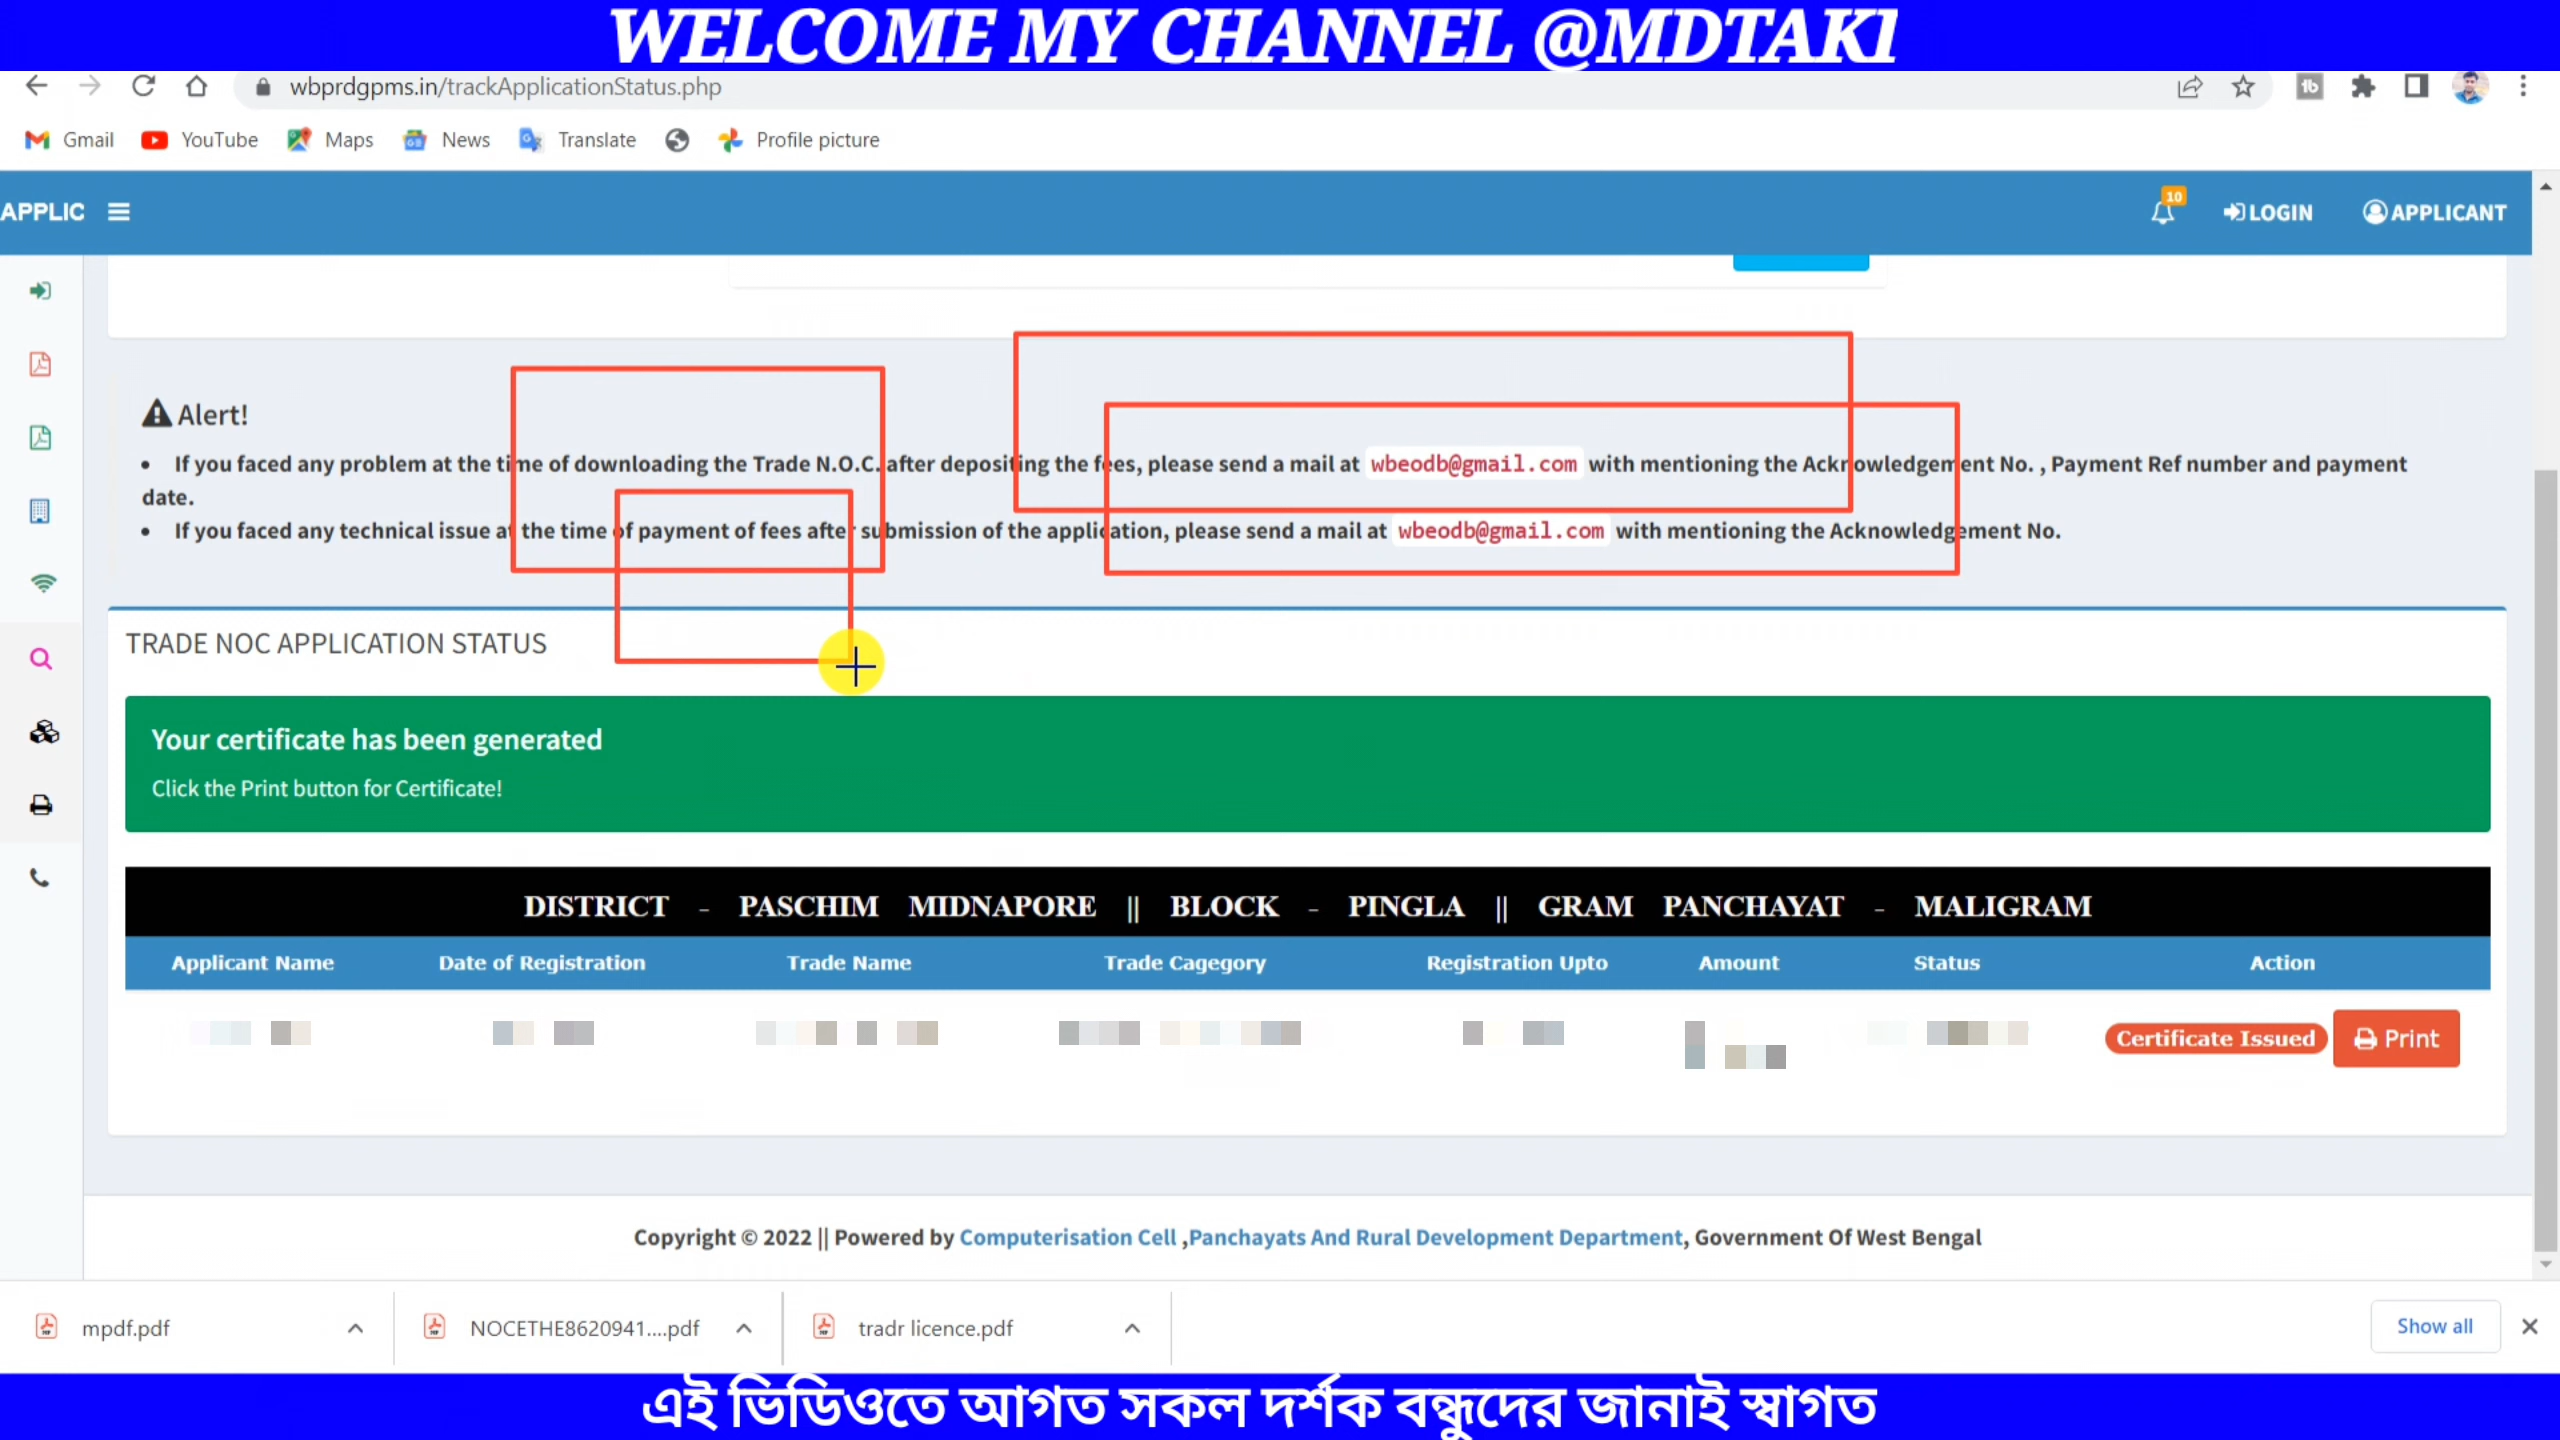 WELCOME MY CHANNEL @MDTAKI
wbprdgpms.in/trackApplicationStatus.php
Gmail YouTube Maps News Translate Profile picture
APPLIC 10 LOGIN APPLICANT
Alert!
• If you faced any problem at the time of downloading the Trade N.O.C. after depositing the fees, please send a mail at wbeodb@gmail.com with mentioning the Acknowledgement No. , Payment Ref number and payment
date.
• If you faced any technical issue at the time of payment of fees after submission of the application, please send a mail at wbeodb@gmail.com with mentioning the Acknowledgement No.
TRADE NOC APPLICATION STATUS
Your certificate has been generated
Click the Print button for Certificate!
DISTRICT - PASCHIM MIDNAPORE || BLOCK - PINGLA || GRAM PANCHAYAT - MALIGRAM
Applicant Name Date of Registration Trade Name Trade Cagegory Registration Upto Amount Status Action
Certificate Issued Print
Copyright © 2022 || Powered by Computerisation Cell ,Panchayats And Rural Development Department, Government Of West Bengal
mpdf.pdf NOCETHE8620941....pdf tradr licence.pdf Show all
এই ভিডিওতে আগত সকল দর্শক বন্ধুদের জানাই স্বাগত